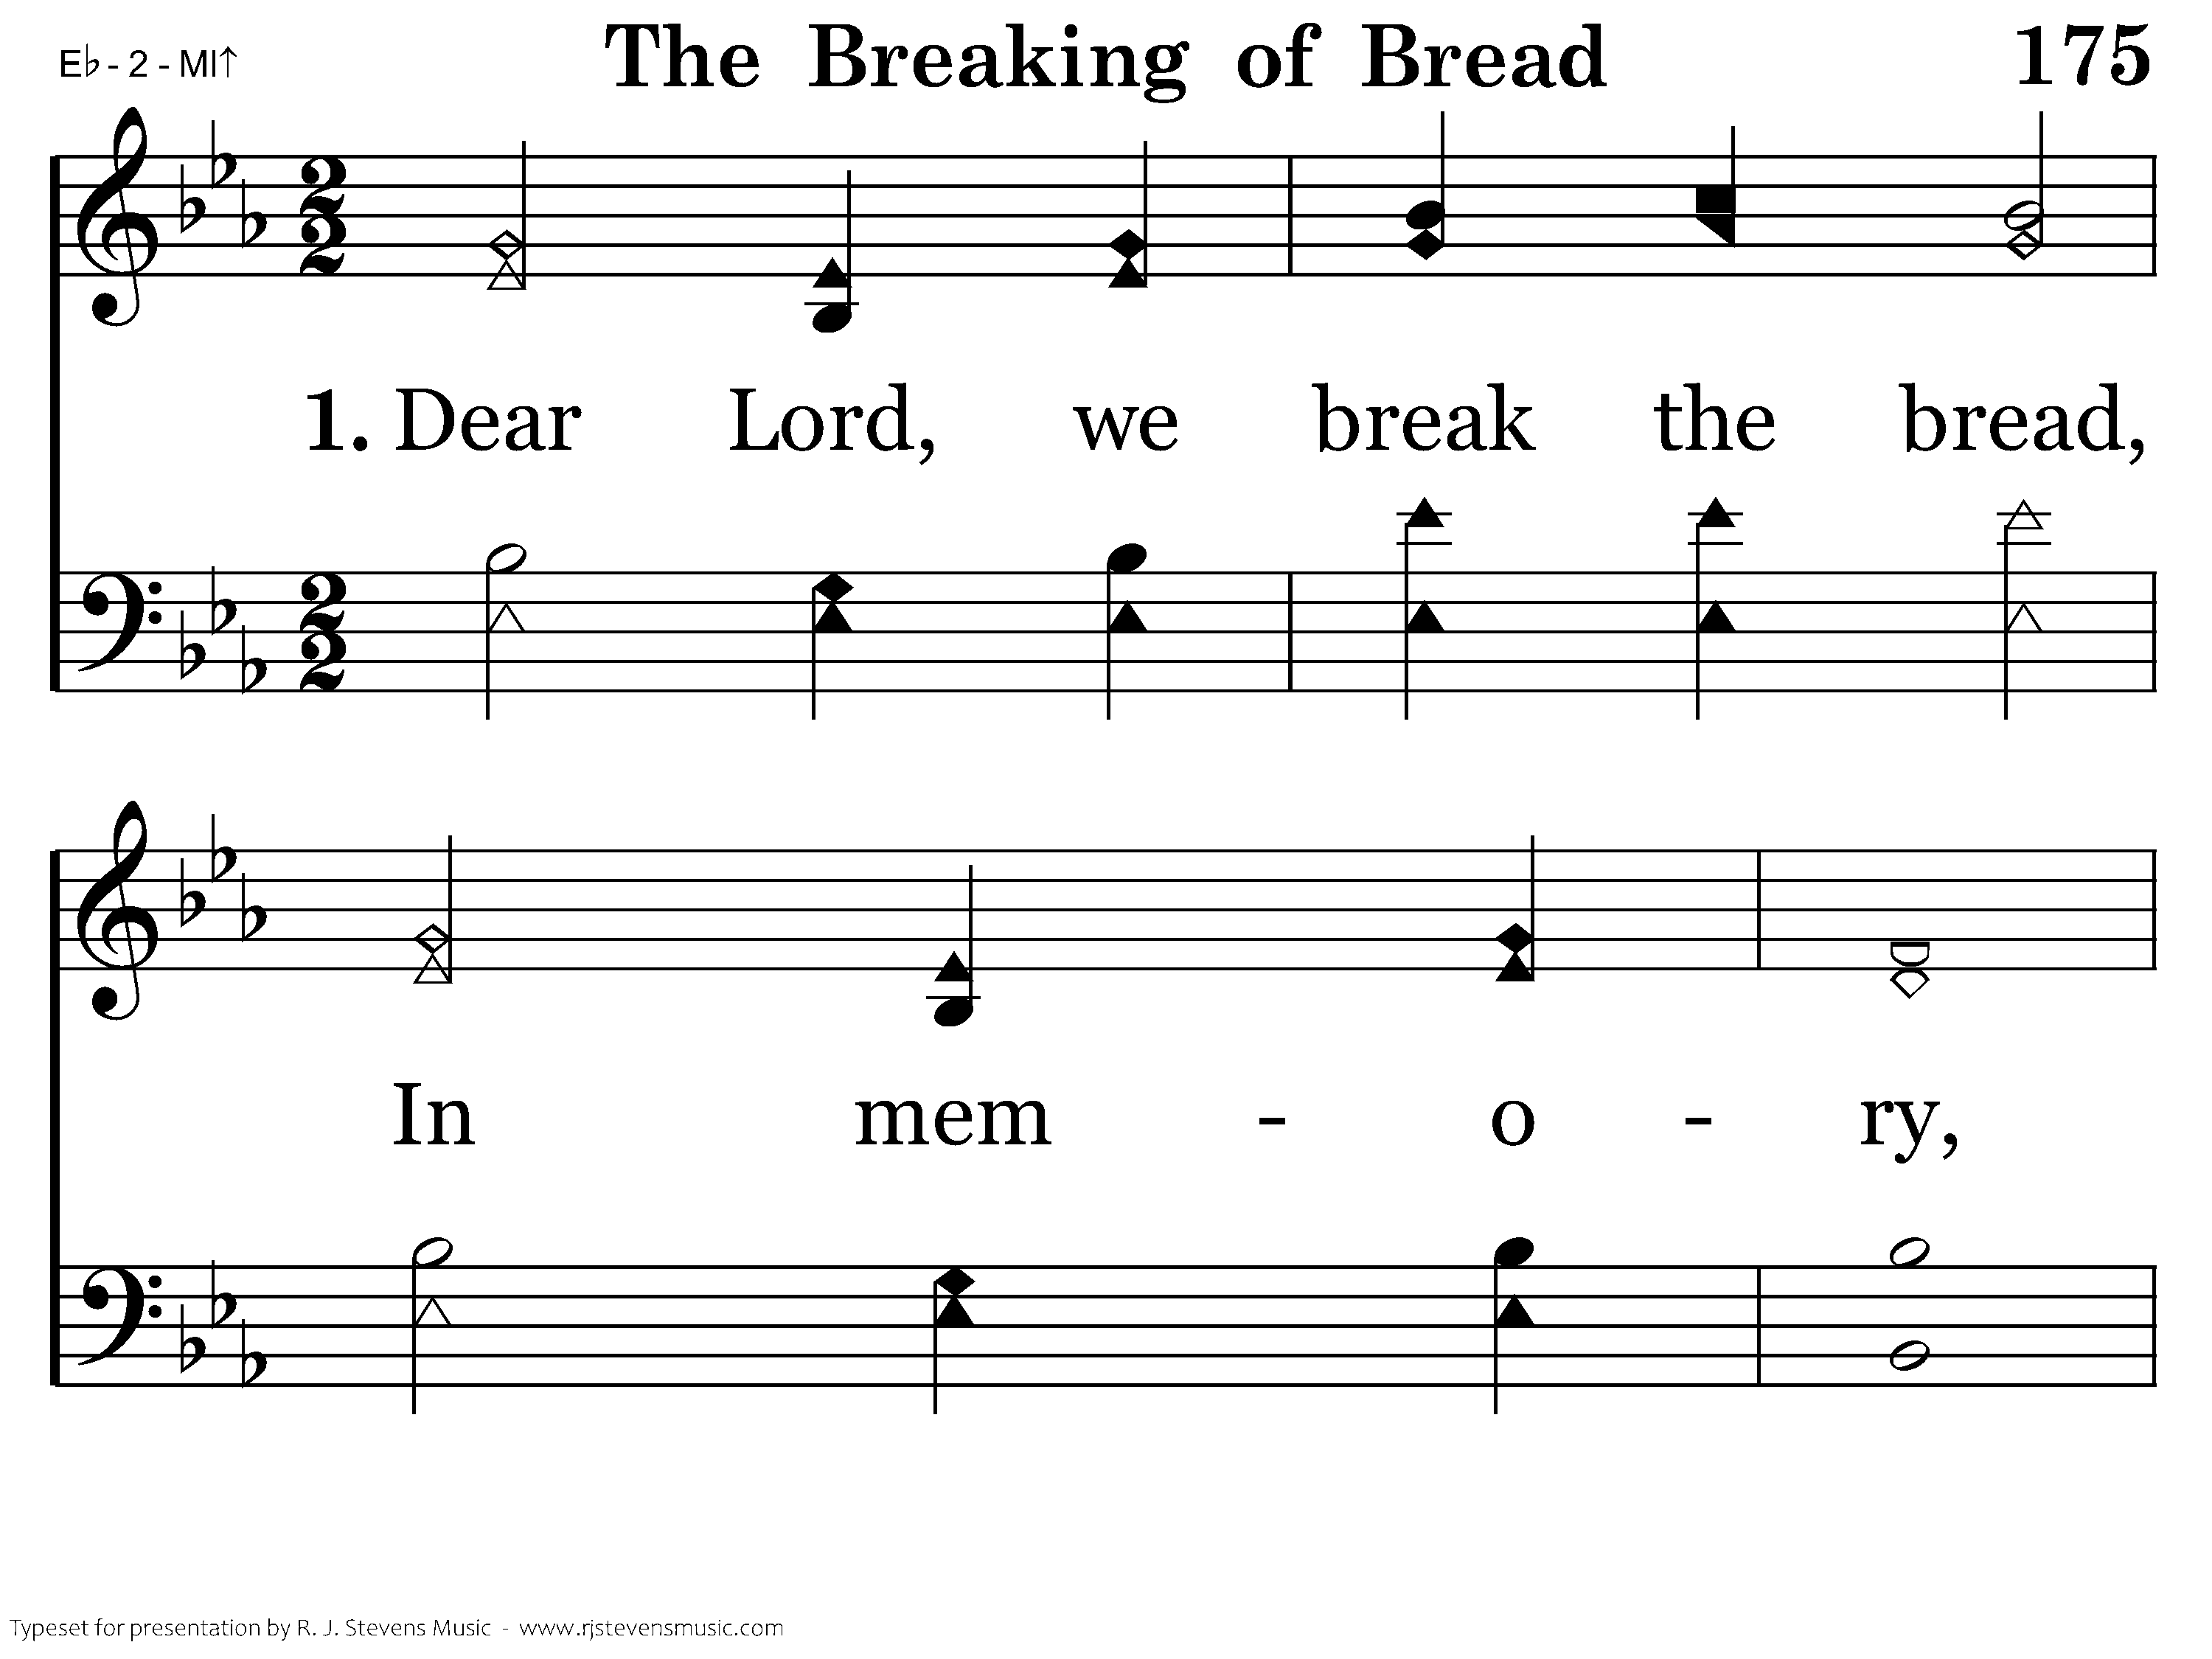 E♭ - 2 - MI↑ The Breaking of Bread 175
1. Dear Lord, we break the bread,
In mem - o - ry,
Typeset for presentation by R. J. Stevens Music - www.rjstevensmusic.com